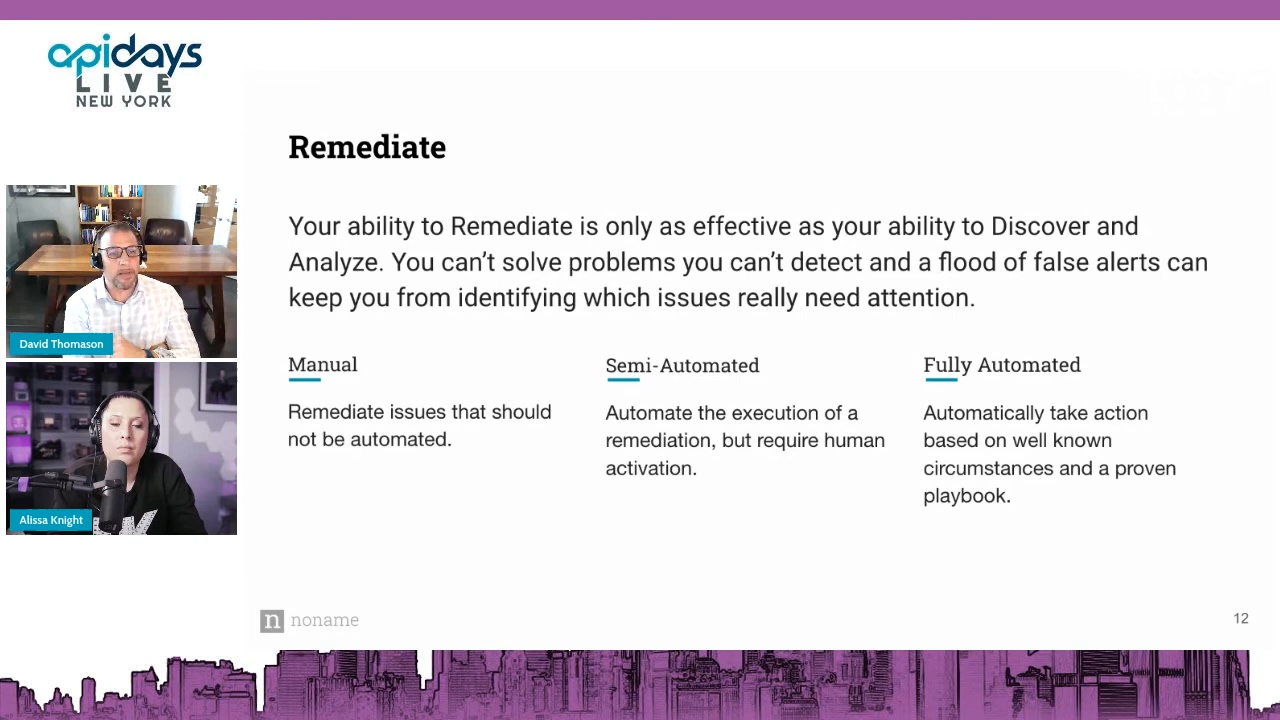 apidays
LIVE
NEW YORK
Remediate
Your ability to Remediate is only as effective as your ability to Discover and
Analyze. You can’t solve problems you can’t detect and a flood of false alerts can
keep you from identifying which issues really need attention.
Manual
Remediate issues that should
not be automated.
Semi-Automated
Automate the execution of a
remediation, but require human
activation.
Fully Automated
Automatically take action
based on well known
circumstances and a proven
playbook.
David Thomason
Alissa Knight
n noname
12